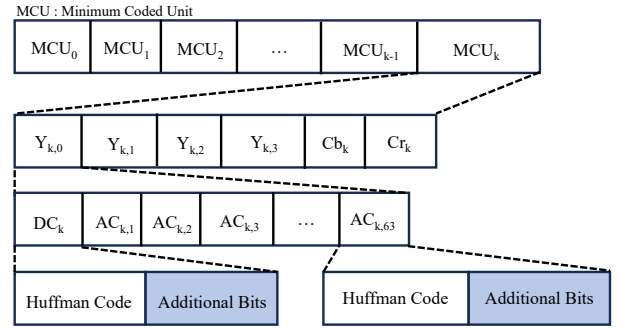 MCU : Minimum Coded Unit
MCU₀ MCU₁ MCU₂ … MCUₖ₋₁ MCUₖ
Yₖ,₀ Yₖ,₁ Yₖ,₂ Yₖ,₃ Cbₖ Crₖ
DCₖ ACₖ,₁ ACₖ,₂ ACₖ,₃ … ACₖ,₆₃
Huffman Code Additional Bits Huffman Code Additional Bits